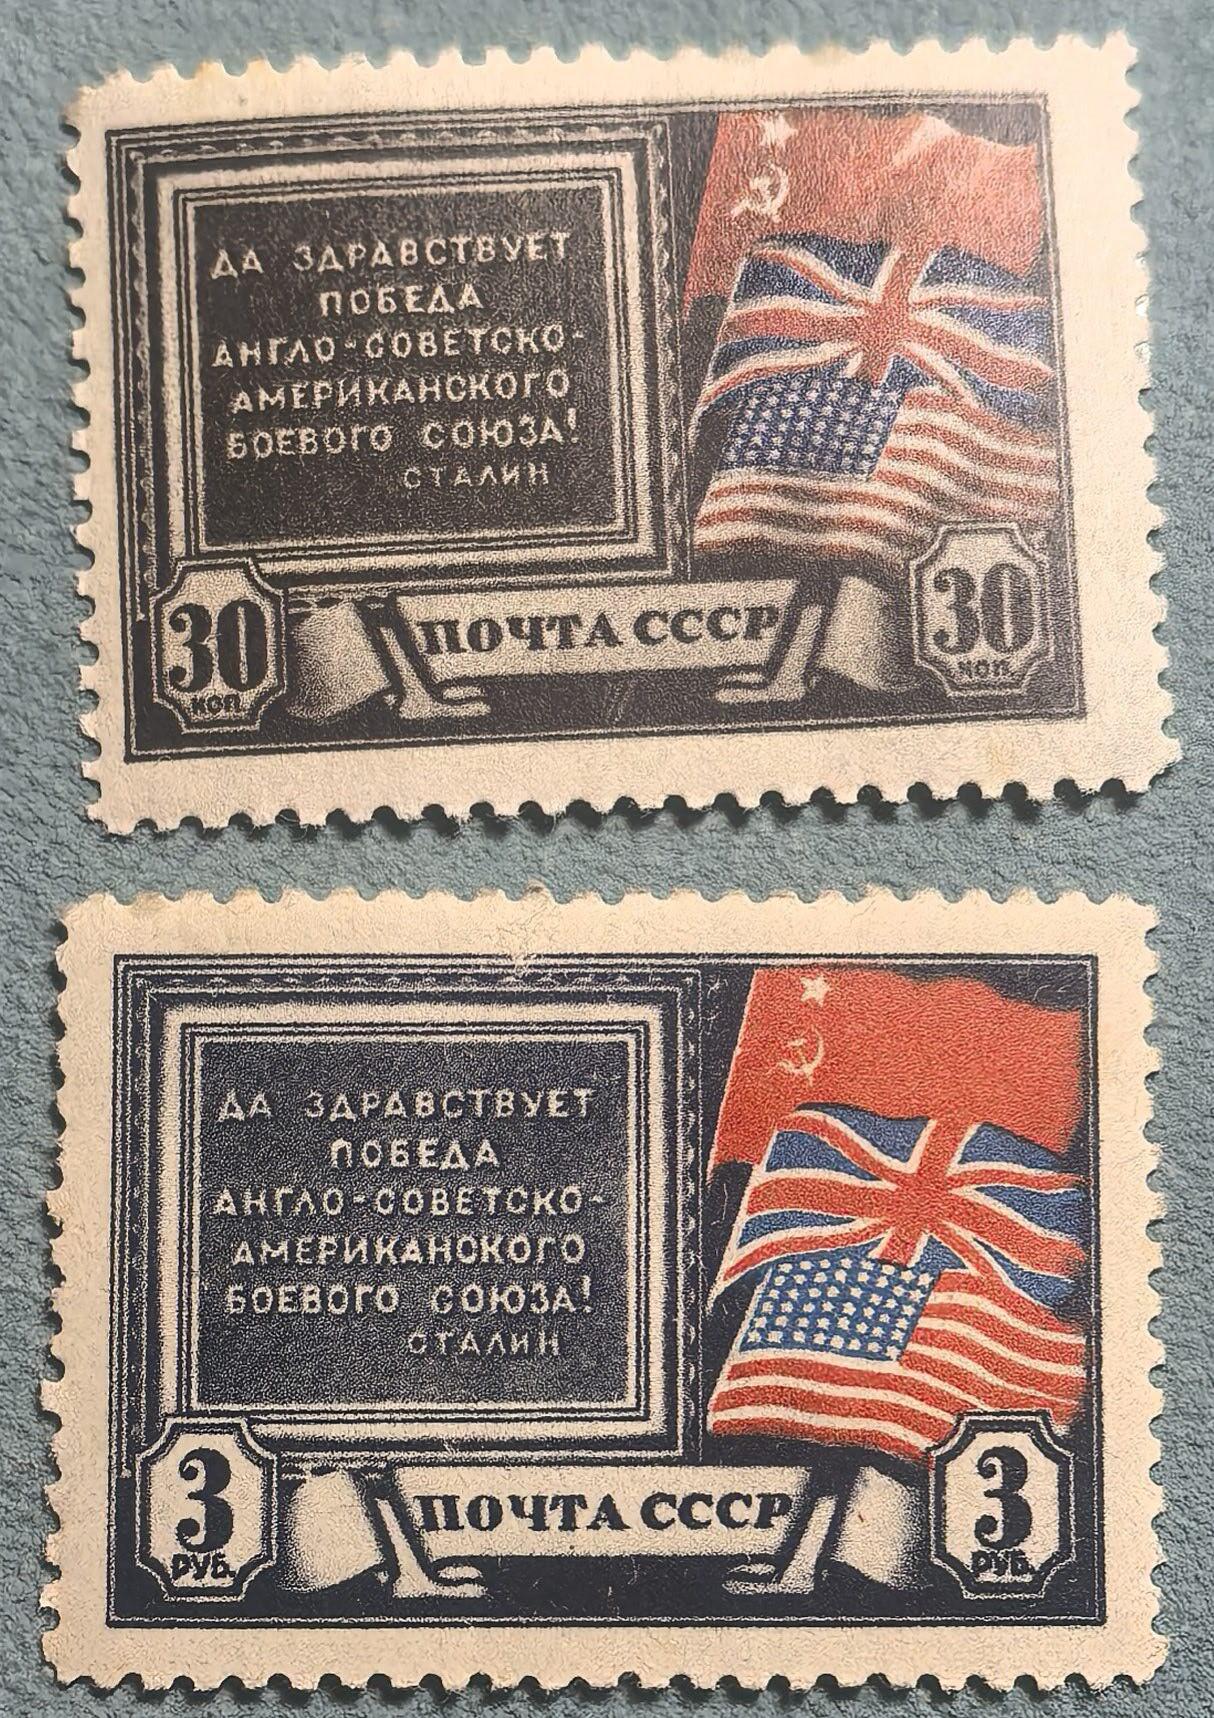 ДА ЗДРАВСТВУЕТ
ПОБЕДА
АНГЛО-СОВЕТСКО-
АМЕРИКАНСКОГО
БОЕВОГО СОЮЗА!
СТАЛИН
30
КОП.
ПОЧТА СССР
30
КОП.
ДА ЗДРАВСТВУЕТ
ПОБЕДА
АНГЛО-СОВЕТСКО-
АМЕРИКАНСКОГО
БОЕВОГО СОЮЗА!
СТАЛИН
3
РУБ.
ПОЧТА СССР
3
РУБ.